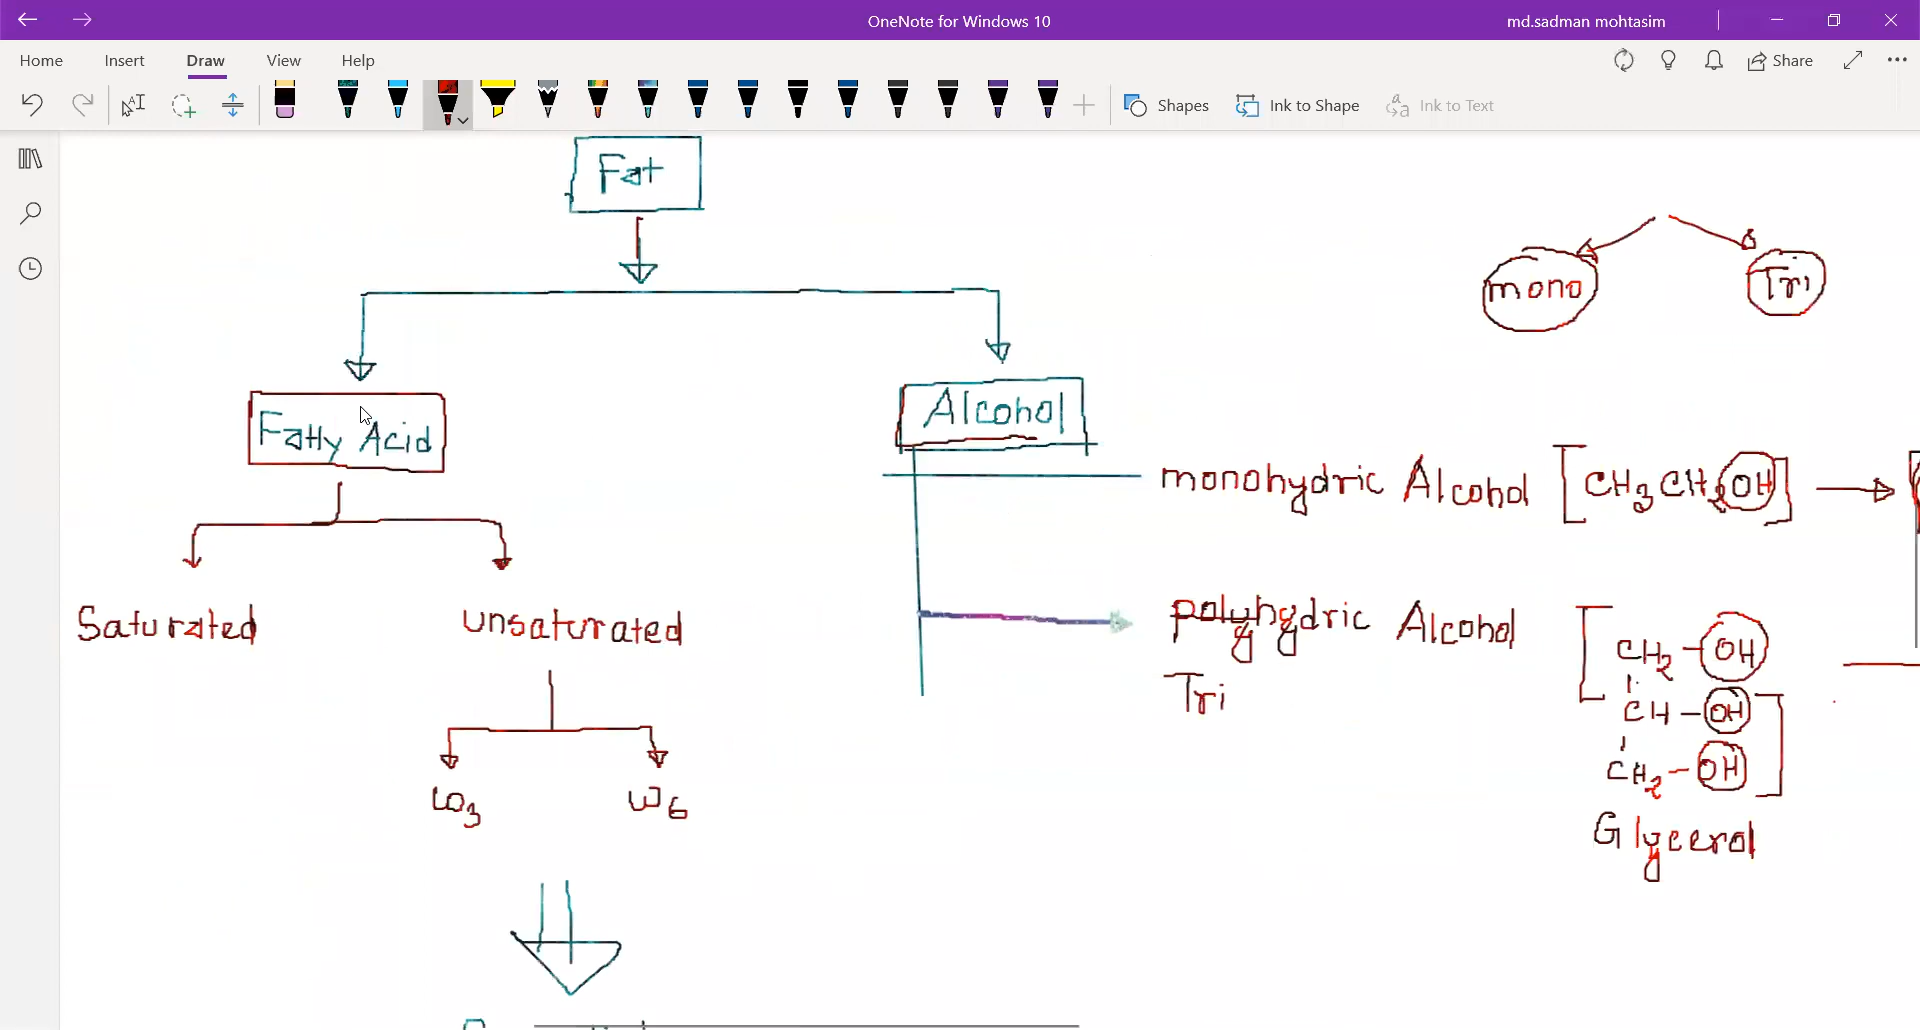 OneNote for Windows 10
md.sadman mohtasim
Home Insert Draw View Help
Share
Shapes Ink to Shape Ink to Text
Fat
mono Tri
Fatty Acid
Alcohol
monohydric Alcohol [CH3CH2OH]
Saturated
unsaturated
polyhydric Alcohol
Tri
[CH2-OH
CH-OH
CH2-OH]
Glycerol
ω3 ω6